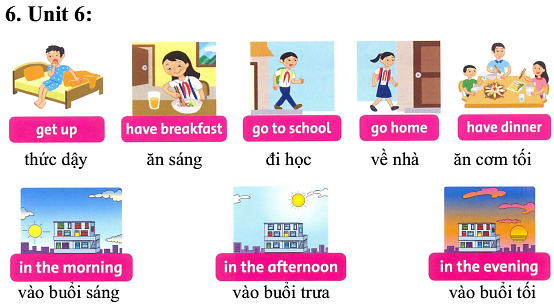 6. Unit 6:
get up have breakfast go to school go home have dinner
thức dậy ăn sáng đi học về nhà ăn cơm tối
in the morning in the afternoon in the evening
vào buổi sáng vào buổi trưa vào buổi tối